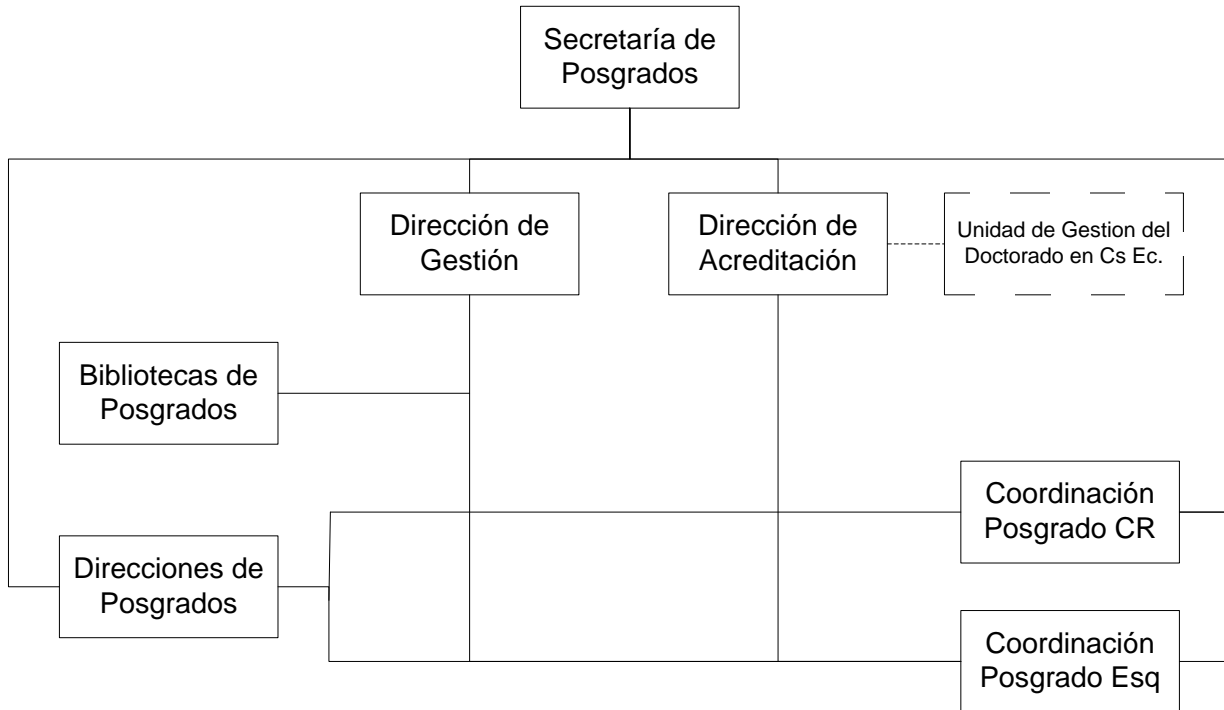 Secretaría de
Posgrados
Dirección de
Gestión
Dirección de
Acreditación
Unidad de Gestion del
Doctorado en Cs Ec.
Bibliotecas de
Posgrados
Coordinación
Posgrado CR
Direcciones de
Posgrados
Coordinación
Posgrado Esq